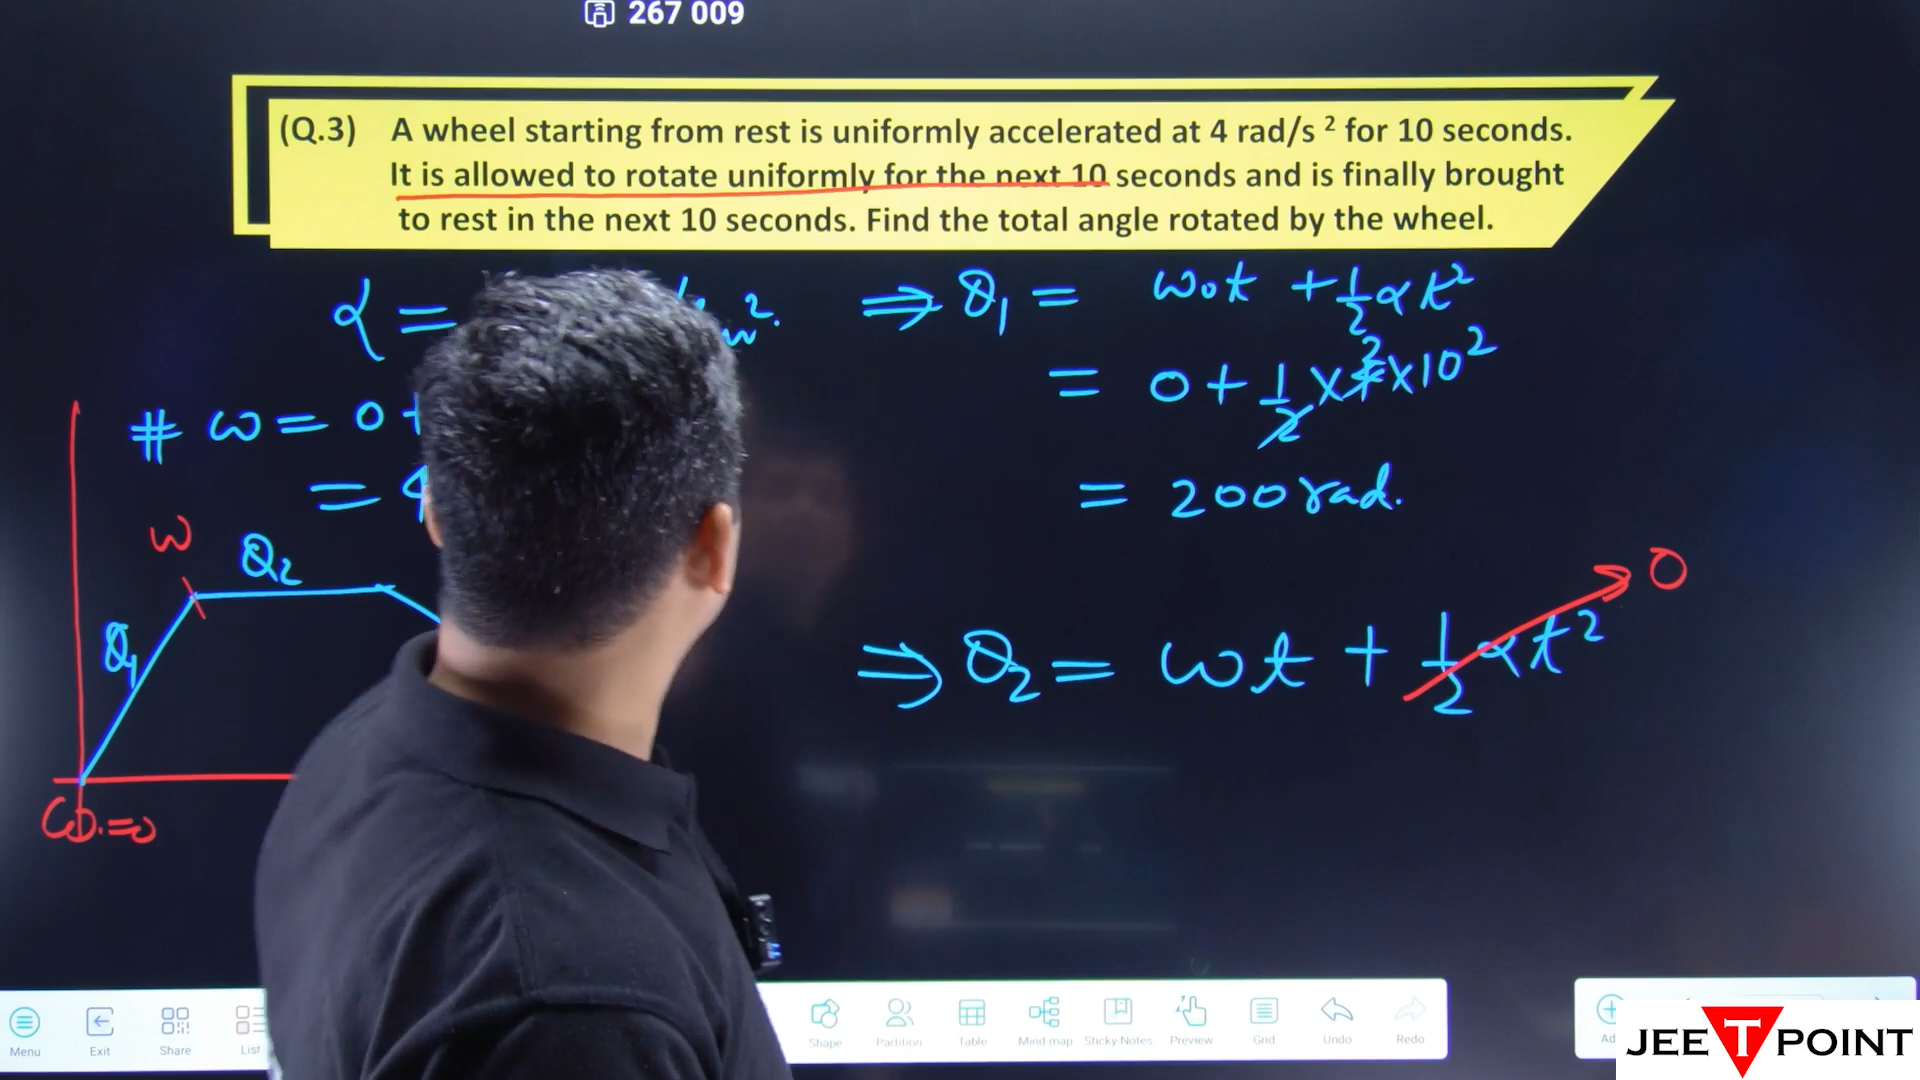 267 009
(Q.3) A wheel starting from rest is uniformly accelerated at 4 rad/s ² for 10 seconds.
It is allowed to rotate uniformly for the next 10 seconds and is finally brought
to rest in the next 10 seconds. Find the total angle rotated by the wheel.
α =
⇒ θ₁ = ω₀t + 1/2 αt²
# ω = 0 +
= 0 + 1/2 × 4 2 × 10²
= 4
= 200 rad.
ω
θ₂
θ₁
⇒ θ₂ = ωt + 1/2 αt² → 0
ω₀ = 0
Menu Exit Share List Shape Partition Table Mind map Sticky Notes Preview Grid Undo Redo
JEE T POINT